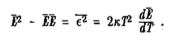 Ē² - ĒĒ = ϵ̄² = 2κT² dĒ/dT .